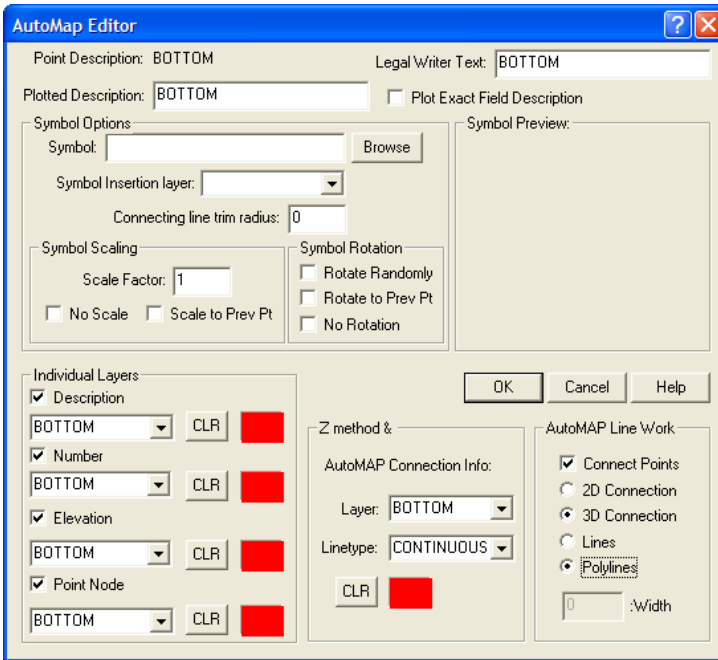 AutoMap Editor
Point Description: BOTTOM
Legal Writer Text: BOTTOM
Plotted Description: BOTTOM
Plot Exact Field Description
Symbol Options
Symbol:
Browse
Symbol Insertion layer:
Connecting line trim radius: 0
Symbol Scaling
Scale Factor: 1
No Scale
Scale to Prev Pt
Symbol Rotation
Rotate Randomly
Rotate to Prev Pt
No Rotation
Symbol Preview:
Individual Layers
Description
BOTTOM CLR
Number
BOTTOM CLR
Elevation
BOTTOM CLR
Point Node
BOTTOM CLR
OK Cancel Help
Z method &
AutoMAP Connection Info:
Layer: BOTTOM
Linetype: CONTINUOUS
CLR
AutoMAP Line Work
Connect Points
2D Connection
3D Connection
Lines
Polylines
0 :Width